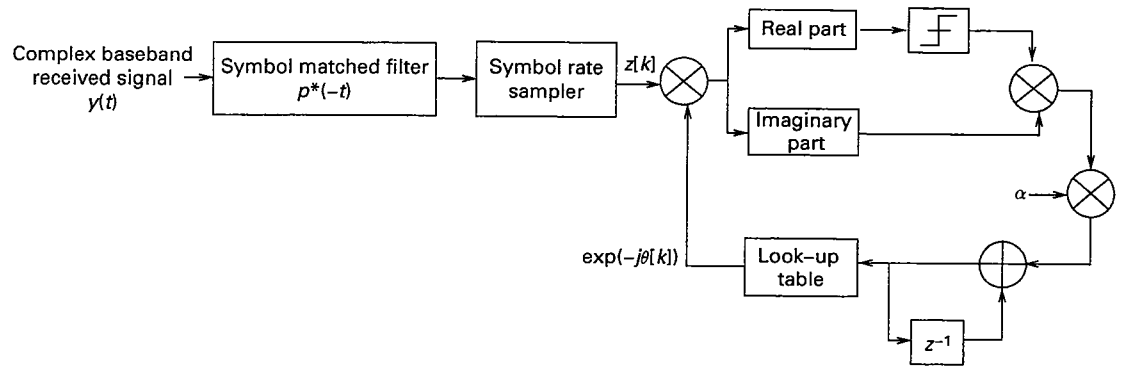 Complex baseband
received signal
y(t)
Symbol matched filter
p*(−t)
Symbol rate
sampler
z[k]
Real part
Imaginary
part
α
exp(−jθ[k])
Look–up
table
z⁻¹